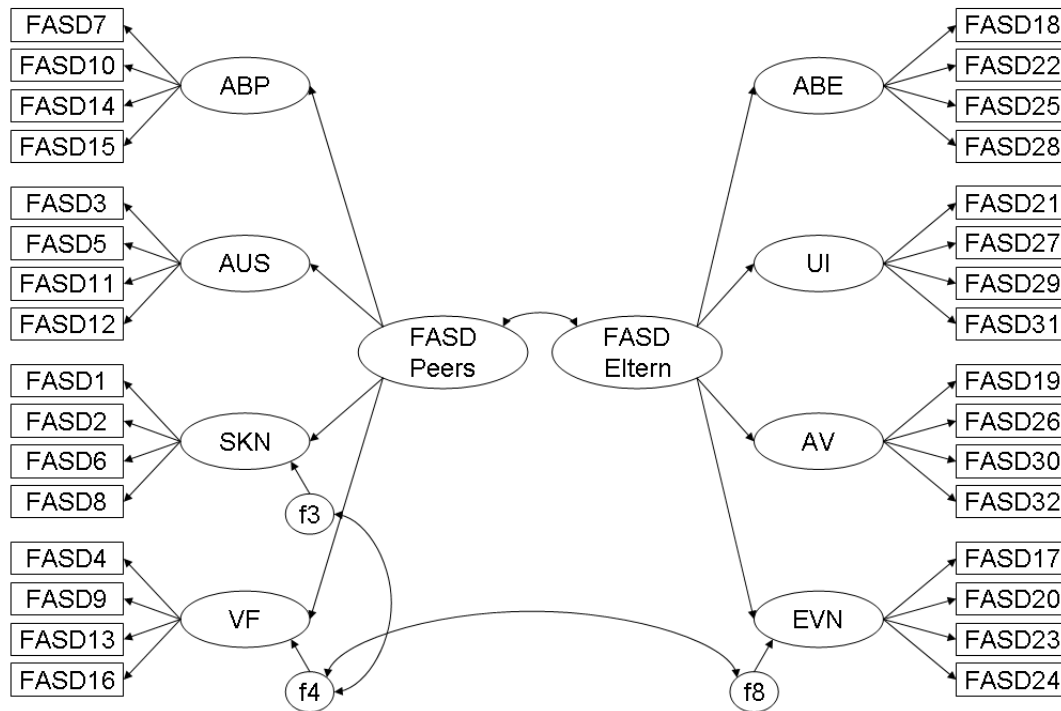 FASD7
FASD10
FASD14
FASD15
ABP
FASD3
FASD5
FASD11
FASD12
AUS
FASD1
FASD2
FASD6
FASD8
SKN
f3
FASD4
FASD9
FASD13
FASD16
VF
f4
FASD
Peers
FASD
Eltern
ABE
FASD18
FASD22
FASD25
FASD28
UI
FASD21
FASD27
FASD29
FASD31
AV
FASD19
FASD26
FASD30
FASD32
EVN
f8
FASD17
FASD20
FASD23
FASD24